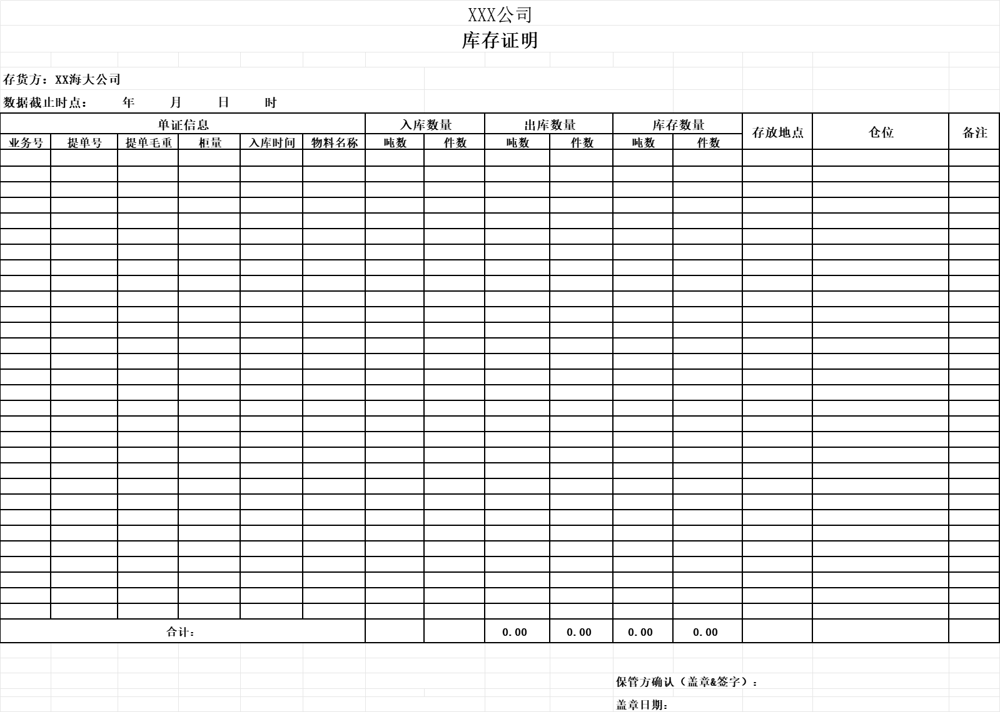 XXX公司
库存证明
存货方：XX海大公司
数据截止时点： 年 月 日 时
单证信息 入库数量 出库数量 库存数量 存放地点 仓位 备注
业务号 提单号 提单毛重 柜量 入库时间 物料名称 吨数 件数 吨数 件数 吨数 件数
合计： 0.00 0.00 0.00 0.00
保管方确认（盖章&签字）：
盖章日期：